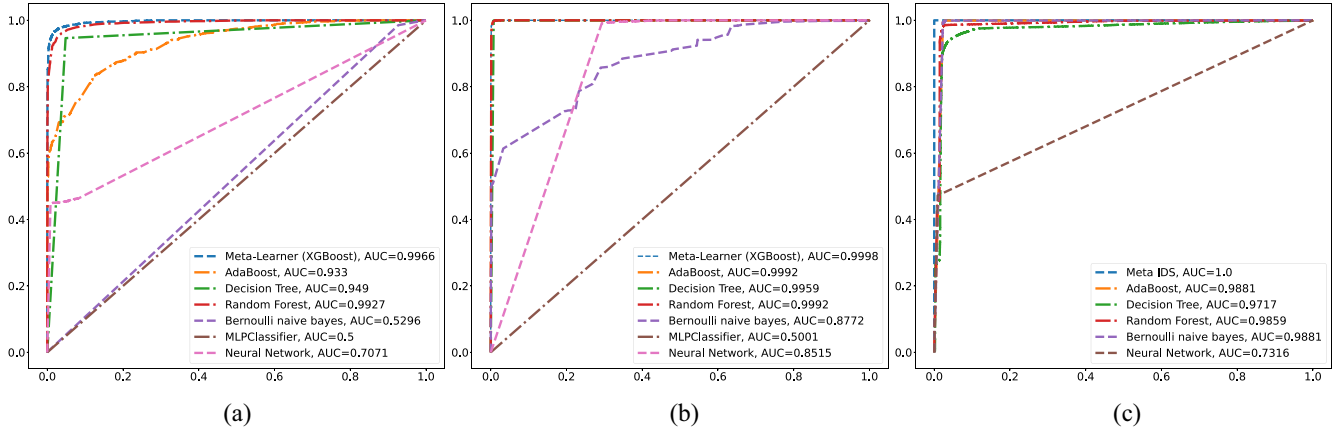 1.0
0.8
0.6
0.4
0.2
0.0
0.0 0.2 0.4 0.6 0.8 1.0
Meta-Learner (XGBoost), AUC=0.9966
AdaBoost, AUC=0.933
Decision Tree, AUC=0.949
Random Forest, AUC=0.9927
Bernoulli naive bayes, AUC=0.5296
MLPClassifier, AUC=0.5
Neural Network, AUC=0.7071
(a)
1.0
0.8
0.6
0.4
0.2
0.0
0.0 0.2 0.4 0.6 0.8 1.0
Meta-Learner (XGBoost), AUC=0.9998
AdaBoost, AUC=0.9992
Decision Tree, AUC=0.9959
Random Forest, AUC=0.9992
Bernoulli naive bayes, AUC=0.8772
MLPClassifier, AUC=0.5001
Neural Network, AUC=0.8515
(b)
1.0
0.8
0.6
0.4
0.2
0.0
0.0 0.2 0.4 0.6 0.8 1.0
Meta IDS, AUC=1.0
AdaBoost, AUC=0.9881
Decision Tree, AUC=0.9717
Random Forest, AUC=0.9859
Bernoulli naive bayes, AUC=0.9881
Neural Network, AUC=0.7316
(c)